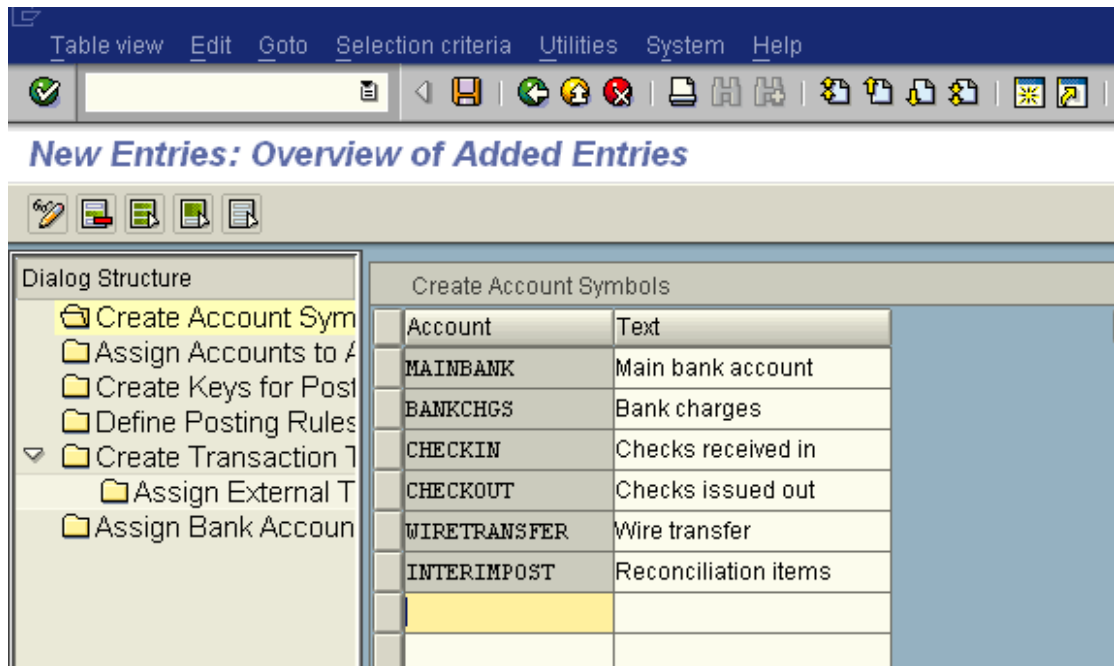 Table view Edit Goto Selection criteria Utilities System Help
New Entries: Overview of Added Entries
Dialog Structure
Create Account Sym
Assign Accounts to A
Create Keys for Post
Define Posting Rules
Create Transaction T
Assign External T
Assign Bank Accoun
Create Account Symbols
Account Text
MAINBANK Main bank account
BANKCHGS Bank charges
CHECKIN Checks received in
CHECKOUT Checks issued out
WIRETRANSFER Wire transfer
INTERIMPOST Reconciliation items